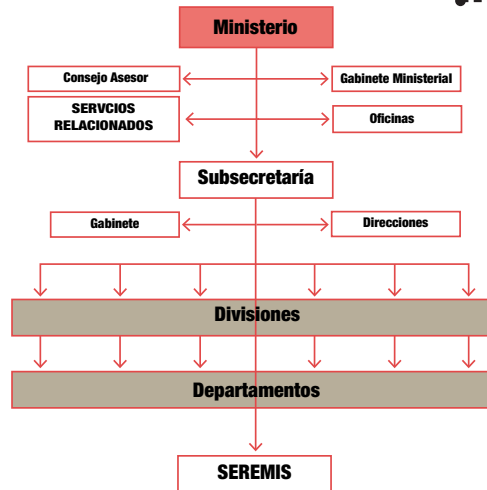 Ministerio
Consejo Asesor
Gabinete Ministerial
SERVCIOS
RELACIONADOS
Oficinas
Subsecretaría
Gabinete
Direcciones
Divisiones
Departamentos
SEREMIS